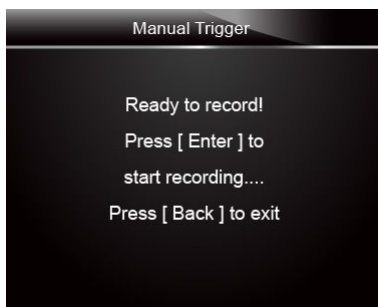 Manual Trigger
Ready to record!
Press [ Enter ] to
start recording....
Press [ Back ] to exit